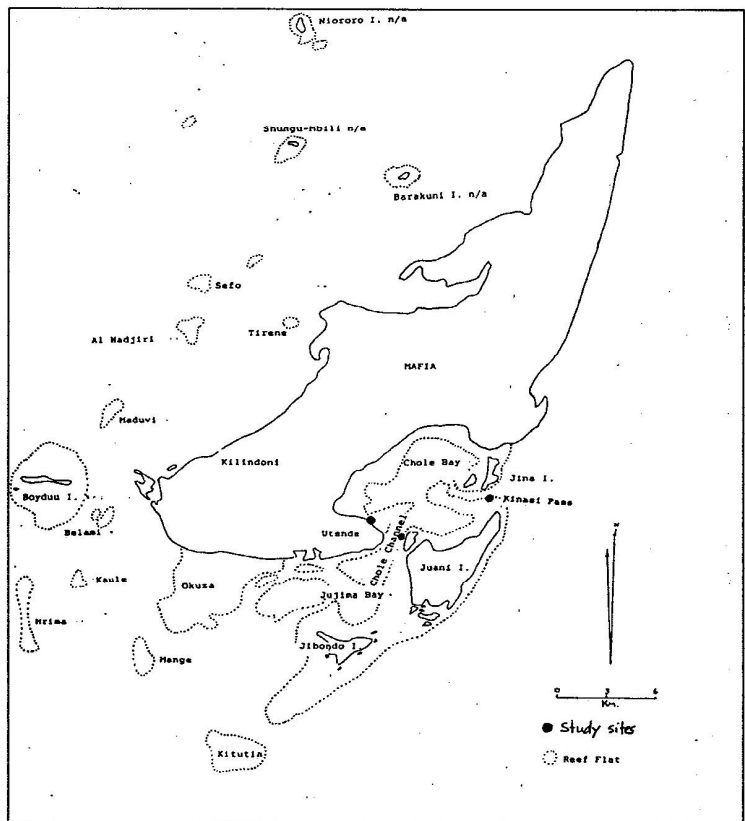 Niororo I. n/a
Shungu-Mbili n/a
Barakuni I. n/a
Sefo
Al Nadjiri
Tirene
MAFIA
Maduvi
Kilindoni
Chole Bay
Jina I.
Kinasi Pass
Boyduu I.
Belami
Utende
Chole Channel
Juani I.
N
Kaule
Okuza
Jujima Bay
Mrima
Jibondo I.
Mange
0 3 6
Km.
Study sites
Kitutia
Reef Flat